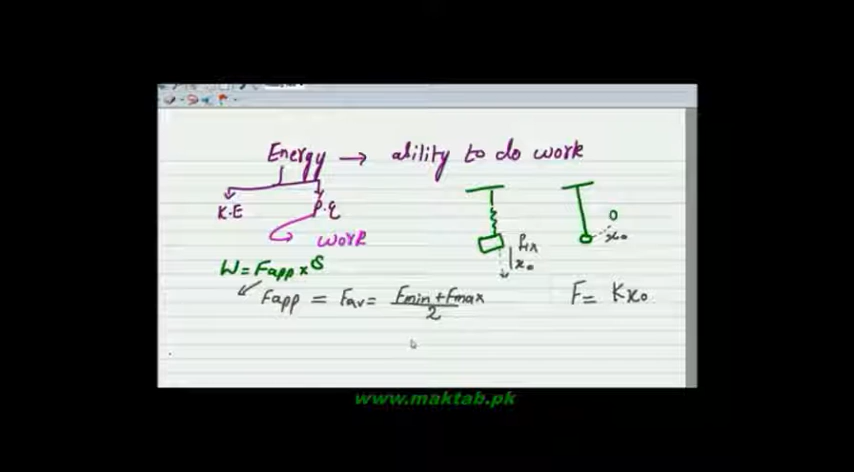 Energy → ability to do work
K.E P.E
work
0
x₀
x₀
W = Fapp × S
Fapp = Fav = Fmin + Fmax / 2
F = Kx₀
www.maktab.pk